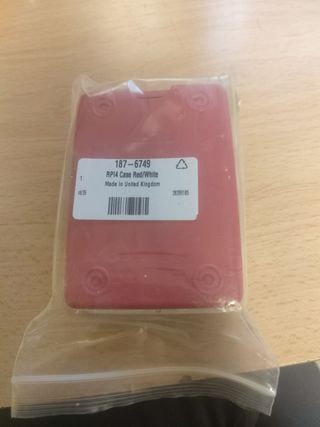 187-6749
RPI4 Case Red/White
1
Made In United Kingdom